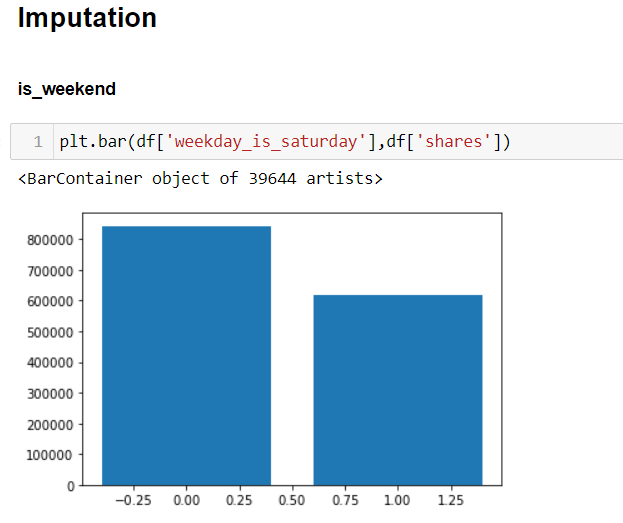 Imputation
is_weekend
1 plt.bar(df['weekday_is_saturday'],df['shares'])
<BarContainer object of 39644 artists>
800000
700000
600000
500000
400000
300000
200000
100000
0
−0.25 0.00 0.25 0.50 0.75 1.00 1.25